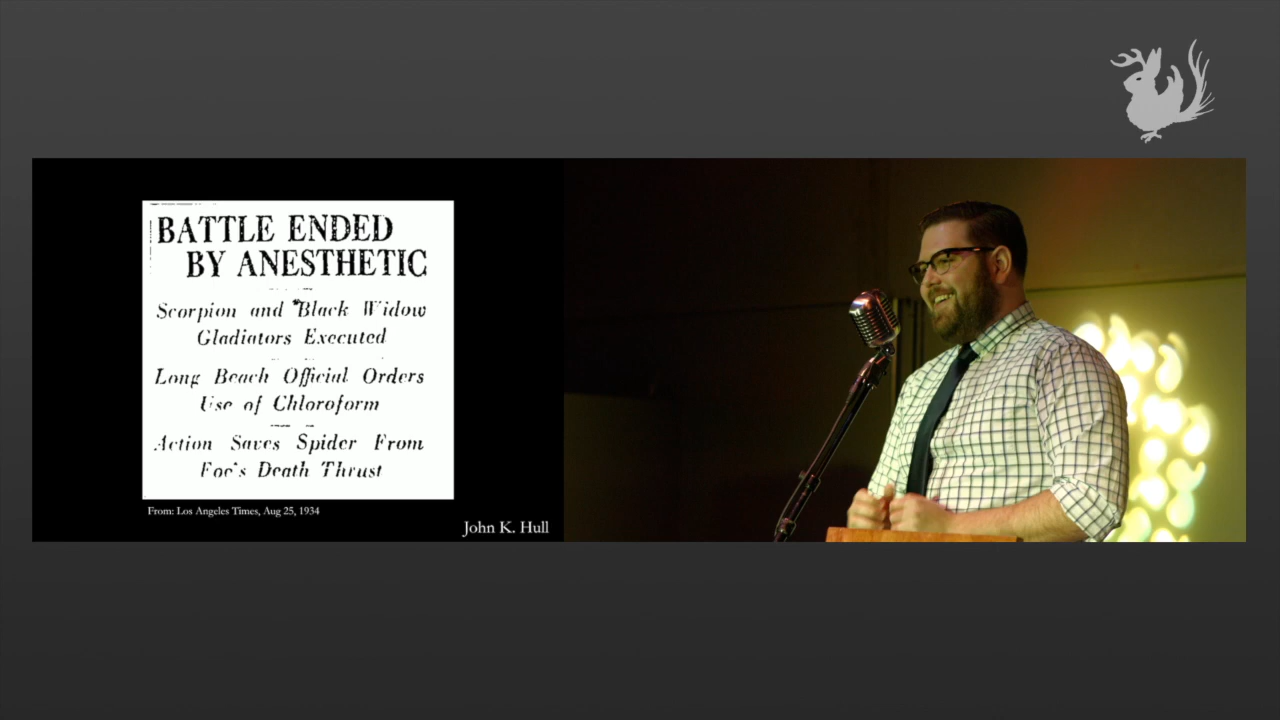 BATTLE ENDED
BY ANESTHETIC
Scorpion and Black Widow
Gladiators Executed
Long Beach Official Orders
Use of Chloroform
Action Saves Spider From
Foe's Death Thrust
From: Los Angeles Times, Aug 25, 1934
John K. Hull